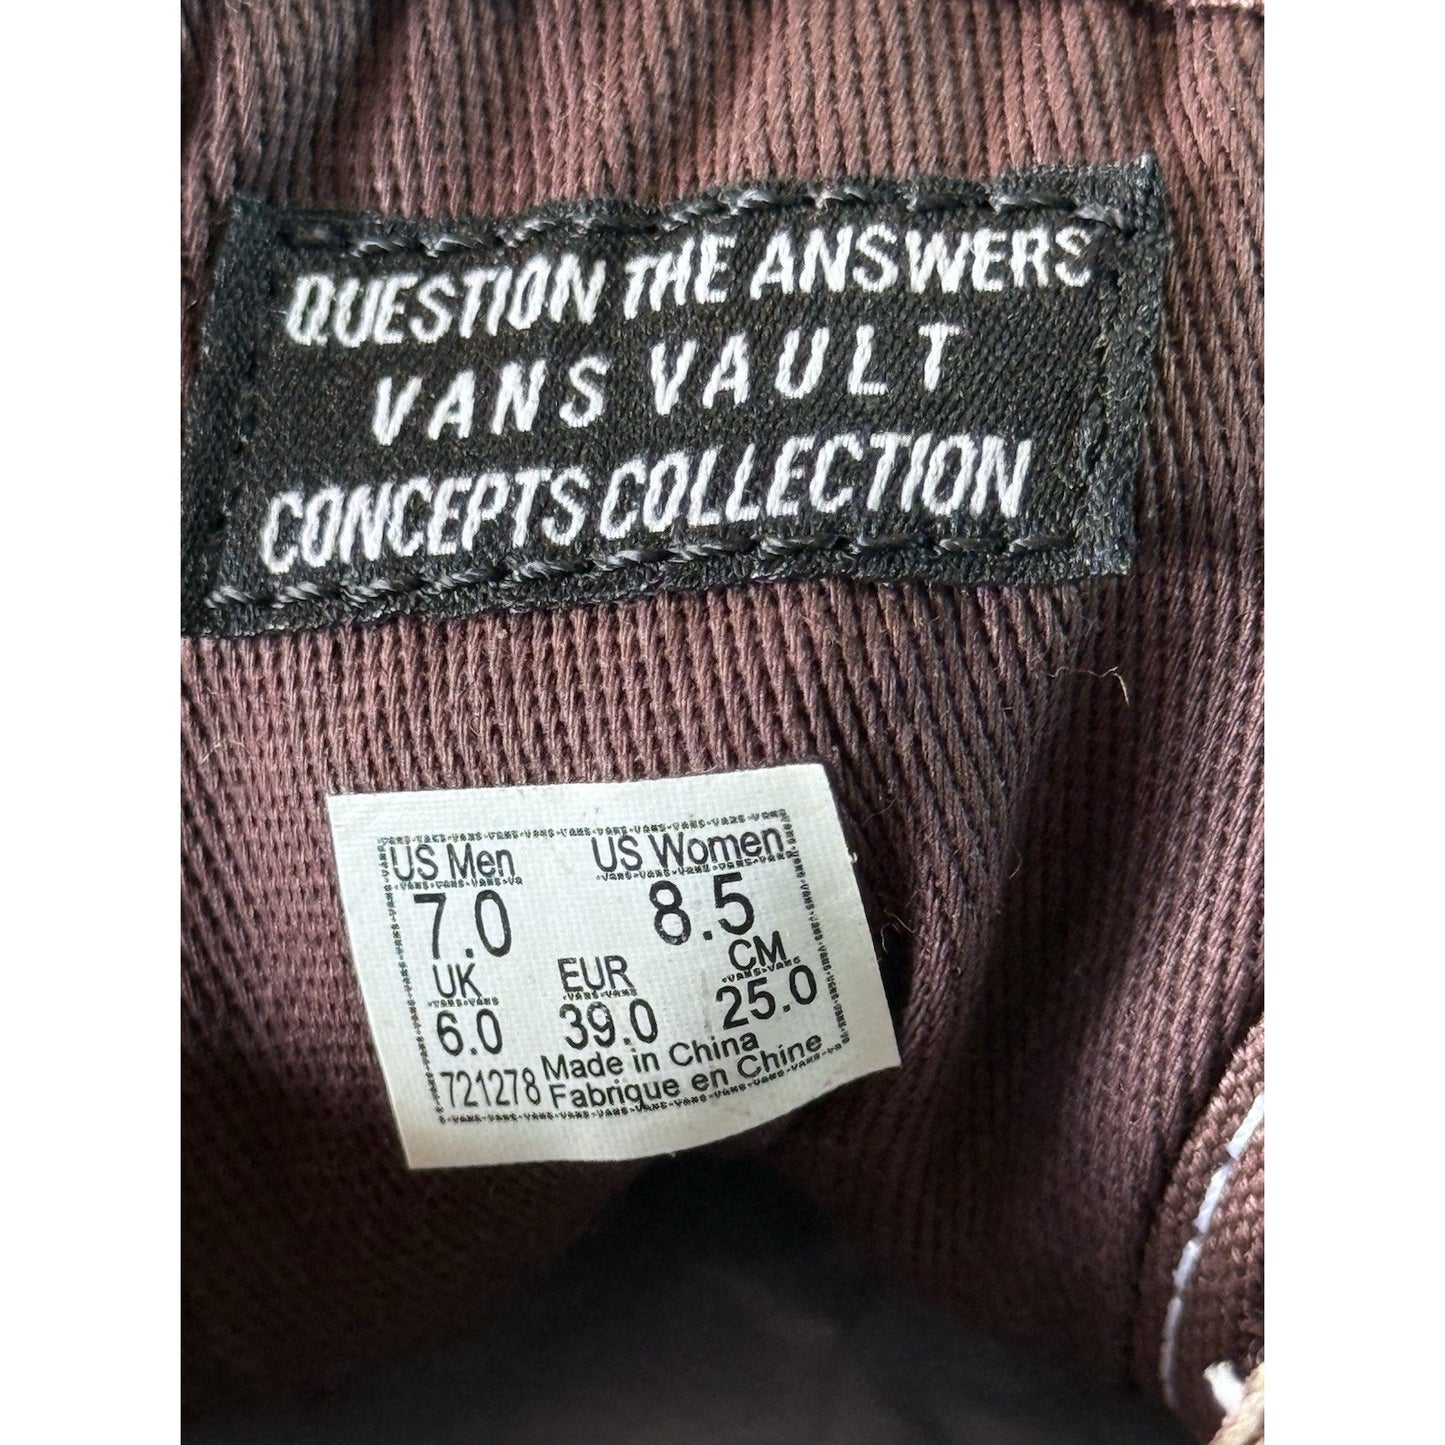 QUESTION THE ANSWERS
VANS VAULT
CONCEPTS COLLECTION
US Men US Women
7.0 8.5
UK EUR CM
6.0 39.0 25.0
721278 Made in China
Fabrique en Chine